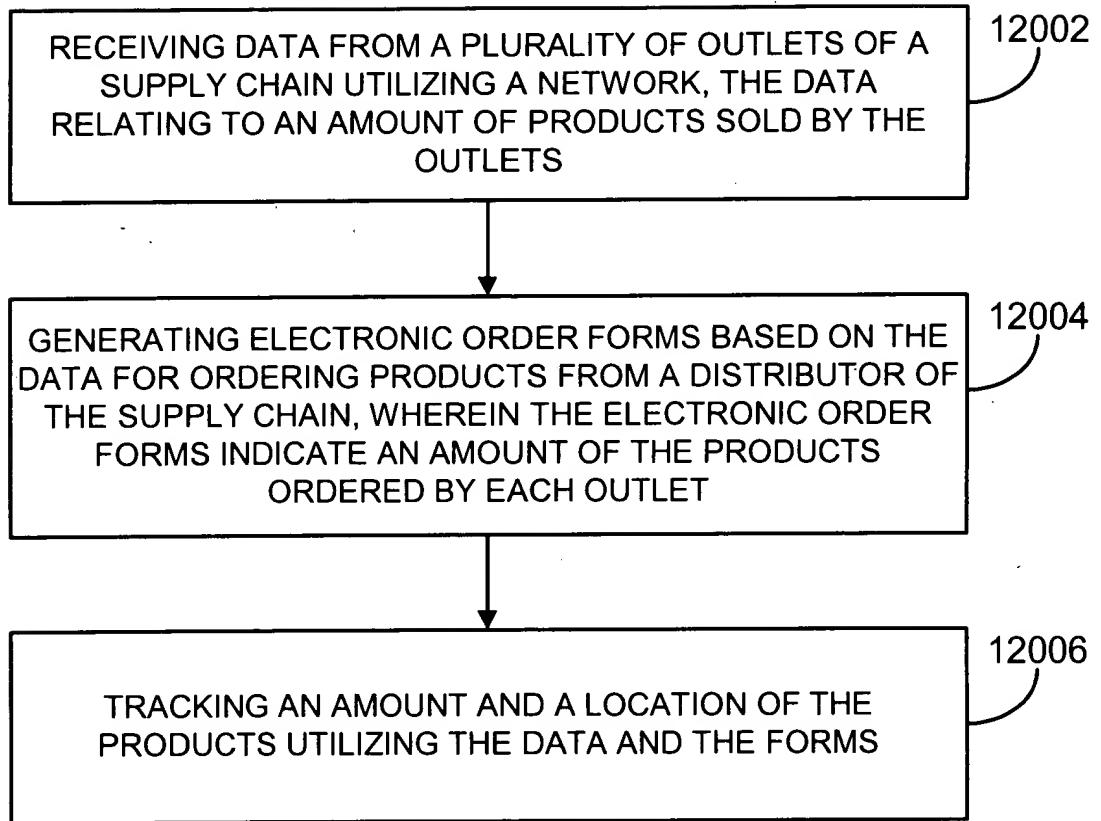 RECEIVING DATA FROM A PLURALITY OF OUTLETS OF A
SUPPLY CHAIN UTILIZING A NETWORK, THE DATA
RELATING TO AN AMOUNT OF PRODUCTS SOLD BY THE
OUTLETS
12002
GENERATING ELECTRONIC ORDER FORMS BASED ON THE
DATA FOR ORDERING PRODUCTS FROM A DISTRIBUTOR OF
THE SUPPLY CHAIN, WHEREIN THE ELECTRONIC ORDER
FORMS INDICATE AN AMOUNT OF THE PRODUCTS
ORDERED BY EACH OUTLET
12004
TRACKING AN AMOUNT AND A LOCATION OF THE
PRODUCTS UTILIZING THE DATA AND THE FORMS
12006